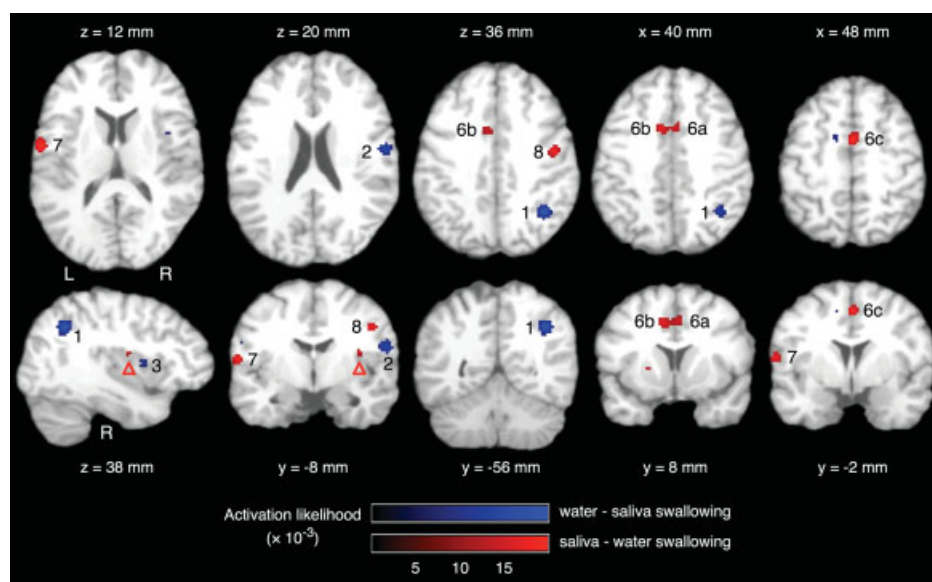 z = 12 mm z = 20 mm z = 36 mm x = 40 mm x = 48 mm
7 2 6b 8 1 6b 6a 1 6c
L R
1 3 7 8 2 1 6b 6a 7 6c
R
z = 38 mm y = -8 mm y = -56 mm y = 8 mm y = -2 mm
Activation likelihood water - saliva swallowing
(× 10-3) saliva - water swallowing
5 10 15